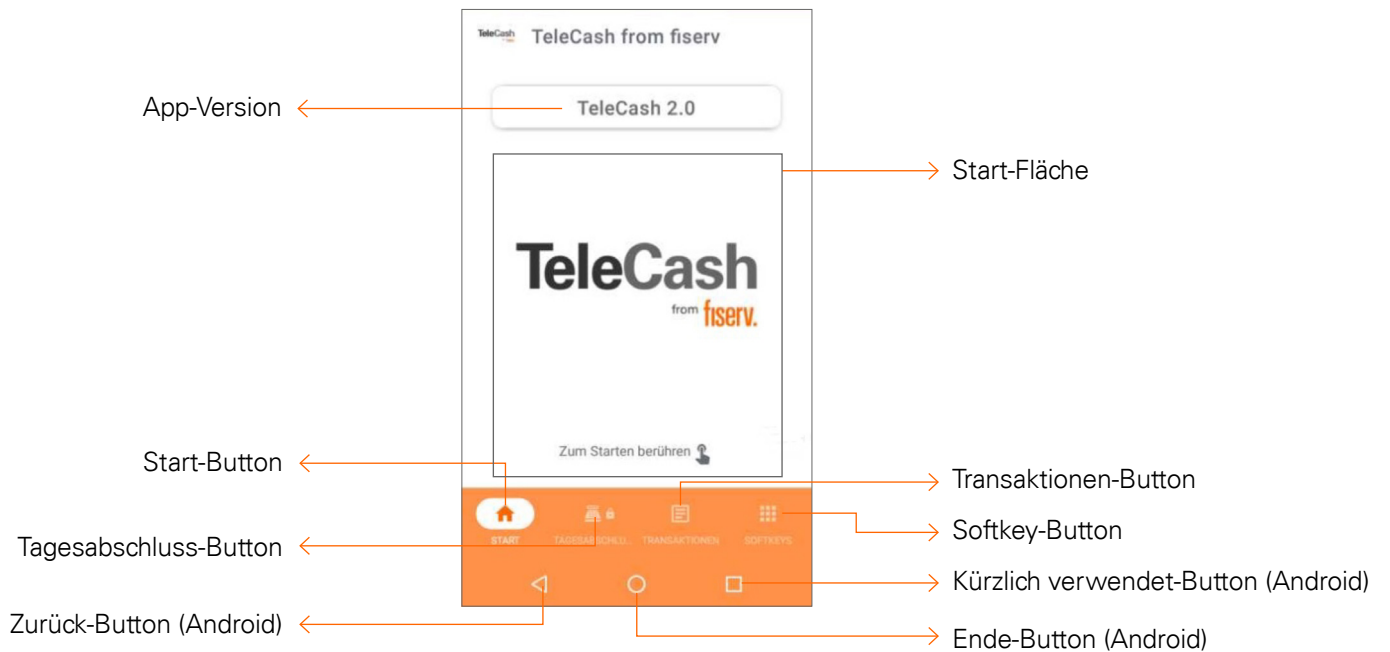 TeleCash TeleCash from fiserv
App-Version
TeleCash 2.0
Start-Fläche
TeleCash
from fiserv.
Zum Starten berühren
Start-Button
Transaktionen-Button
Softkey-Button
START TAGESABSCHLU... TRANSAKTIONEN SOFTKEYS
Tagesabschluss-Button
Kürzlich verwendet-Button (Android)
Zurück-Button (Android)
Ende-Button (Android)